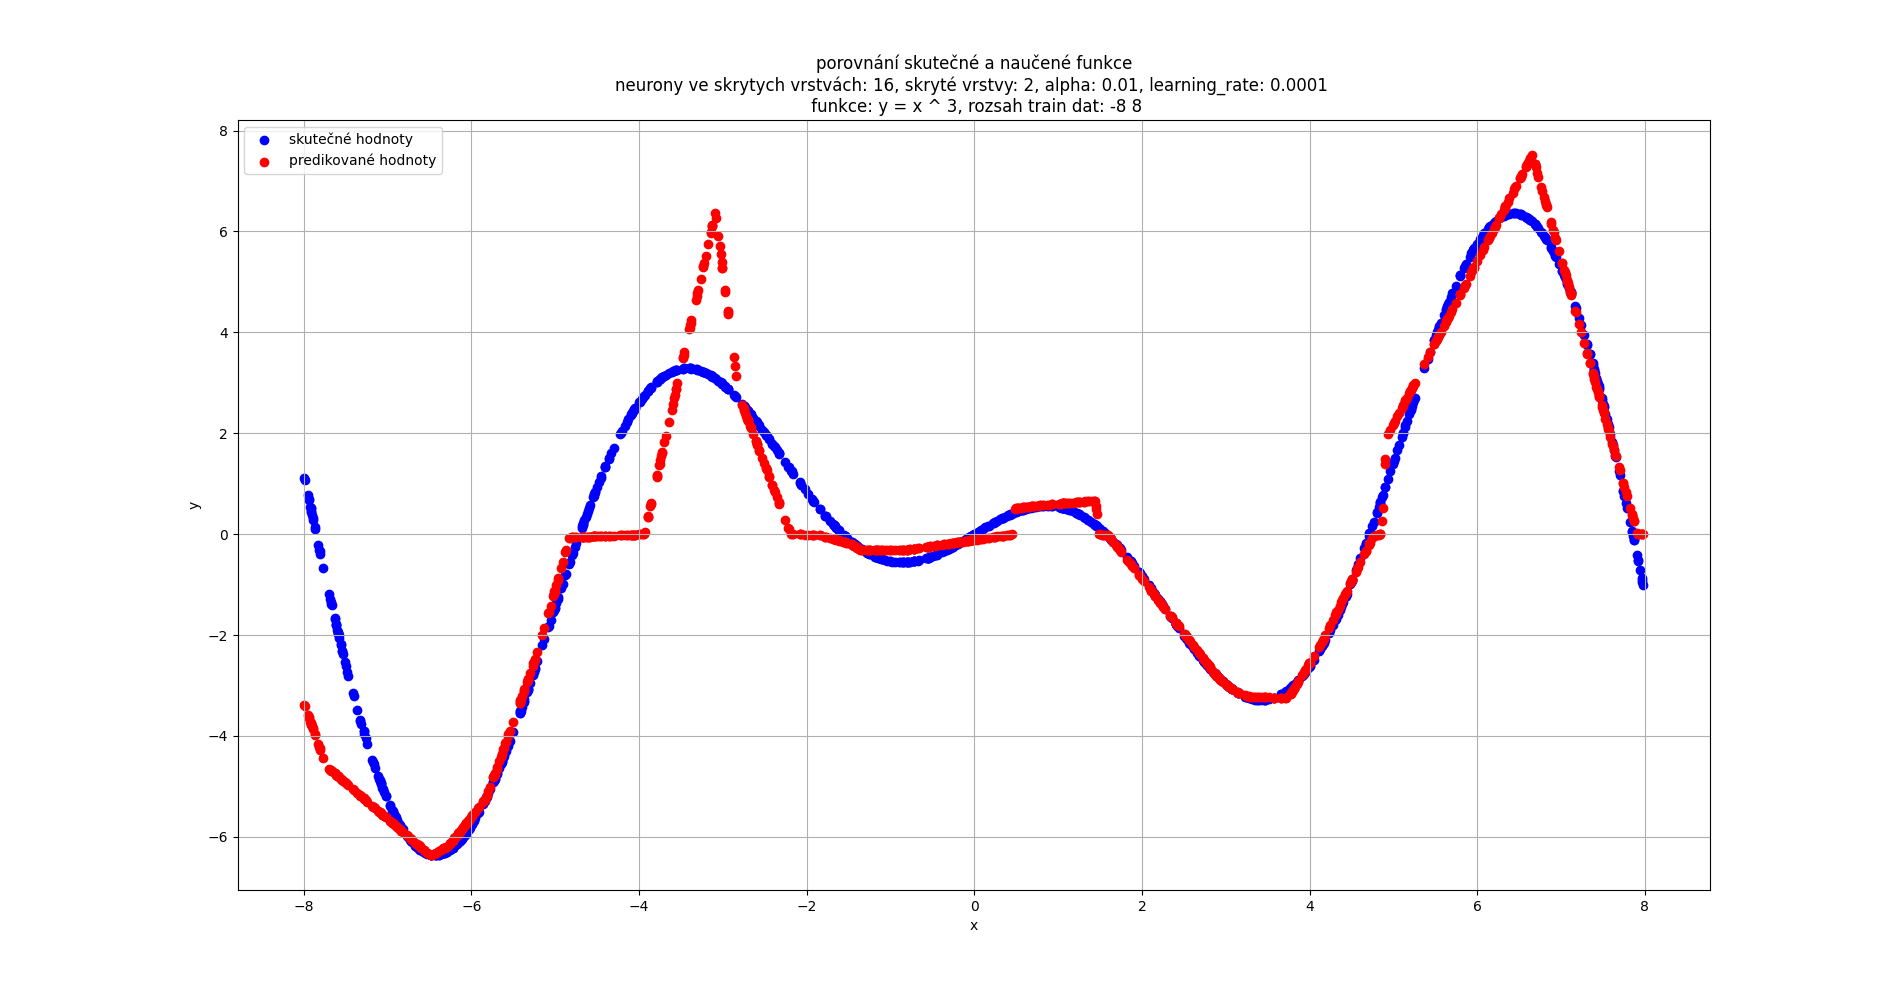 porovnání skutečné a naučené funkce
neurony ve skrytych vrstvách: 16, skryté vrstvy: 2, alpha: 0.01, learning_rate: 0.0001
funkce: y = x ^ 3, rozsah train dat: -8 8
skutečné hodnoty
predikované hodnoty
8
6
4
2
0
−2
−4
−6
y
−8 −6 −4 −2 0 2 4 6 8
x